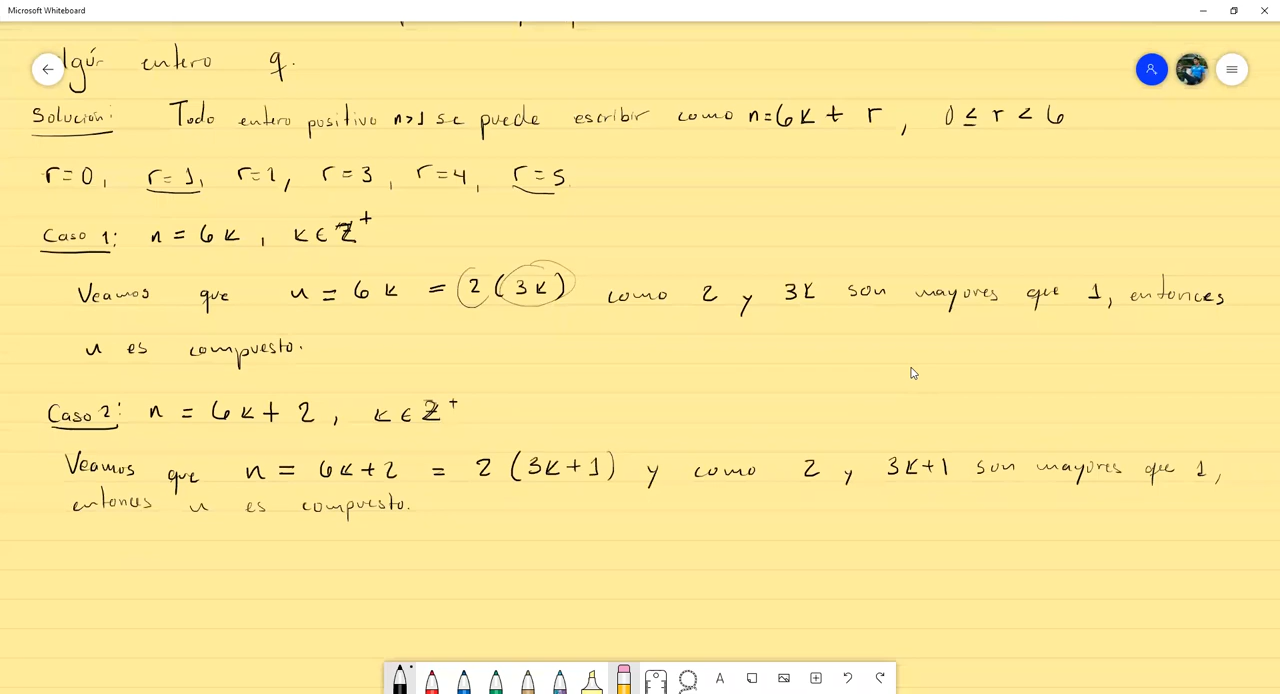 Microsoft Whiteboard
algún entero q.
Solución: Todo entero positivo n>1 se puede escribir como n=6k+ r, 0 ≤ r < 6
r=0, r=1, r=2, r=3, r=4, r=5.
Caso 1: n = 6k, k ∈ Z⁺
Veamos que n = 6k = 2(3k) como 2 y 3k son mayores que 1, entonces
n es compuesto.
Caso 2: n = 6k+2, k ∈ Z⁺
Veamos que n = 6k+2 = 2(3k+1) y como 2 y 3k+1 son mayores que 1,
entonces n es compuesto.
A